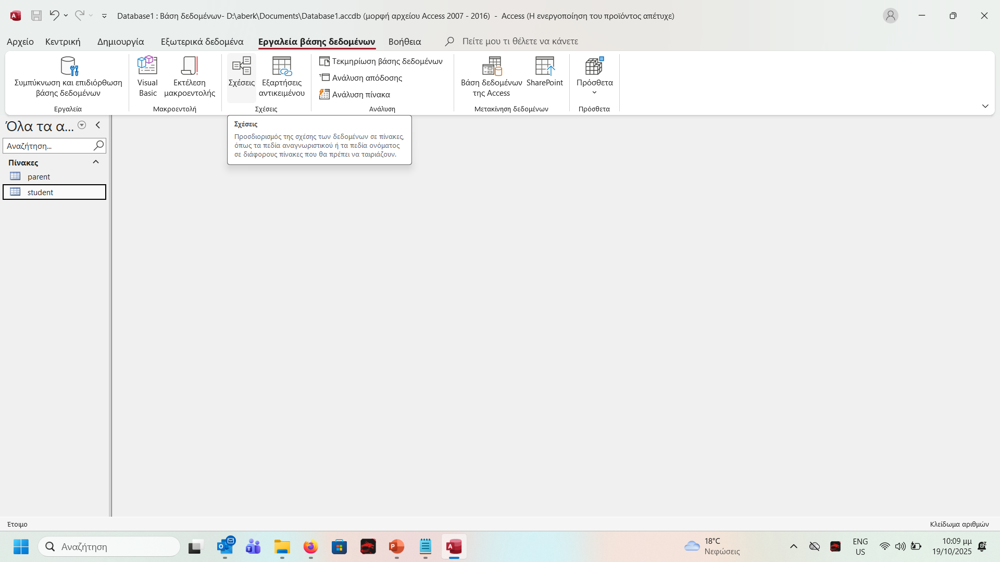 Database1 : Βάση δεδομένων- D:\aberk\Documents\Database1.accdb (μορφή αρχείου Access 2007 - 2016)  -  Access (Η ενεργοποίηση του προϊόντος απέτυχε)
Αρχείο Κεντρική Δημιουργία Εξωτερικά δεδομένα Εργαλεία βάσης δεδομένων Βοήθεια Πείτε μου τι θέλετε να κάνετε
Συμπύκνωση και επιδιόρθωση
βάσης δεδομένων
Εργαλεία
Visual
Basic
Εκτέλεση
μακροεντολής
Μακροεντολή
Σχέσεις
Εξαρτήσεις
αντικειμένου
Σχέσεις
Τεκμηρίωση βάσης δεδομένων
Ανάλυση απόδοσης
Ανάλυση πίνακα
Ανάλυση
Βάση δεδομένων
της Access
SharePoint
Μετακίνηση δεδομένων
Πρόσθετα
Πρόσθετα
Όλα τα α...
Αναζήτηση...
Πίνακες
parent
student
Σχέσεις
Προσδιορισμός της σχέσης των δεδομένων σε πίνακες,
όπως τα πεδία αναγνωριστικού ή τα πεδία ονόματος
σε διάφορους πίνακες που θα πρέπει να ταιριάζουν.
Έτοιμο
Κλείδωμα αριθμών
Αναζήτηση
18°C
Νεφώσεις
ENG
US
10:09 μμ
19/10/2025